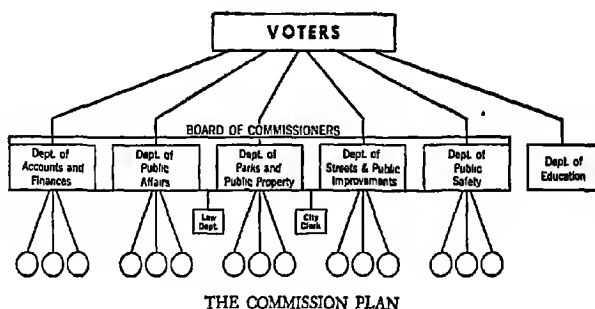 VOTERS
BOARD OF COMMISSIONERS
Dept. of
Accounts and
Finances
Dept. of
Public
Affairs
Dept. of
Parks and
Public Property
Dept. of
Streets & Public
Improvements
Dept. of
Public
Safety
Dept. of
Education
Law
Dept.
City
Clerk
THE COMMISSION PLAN